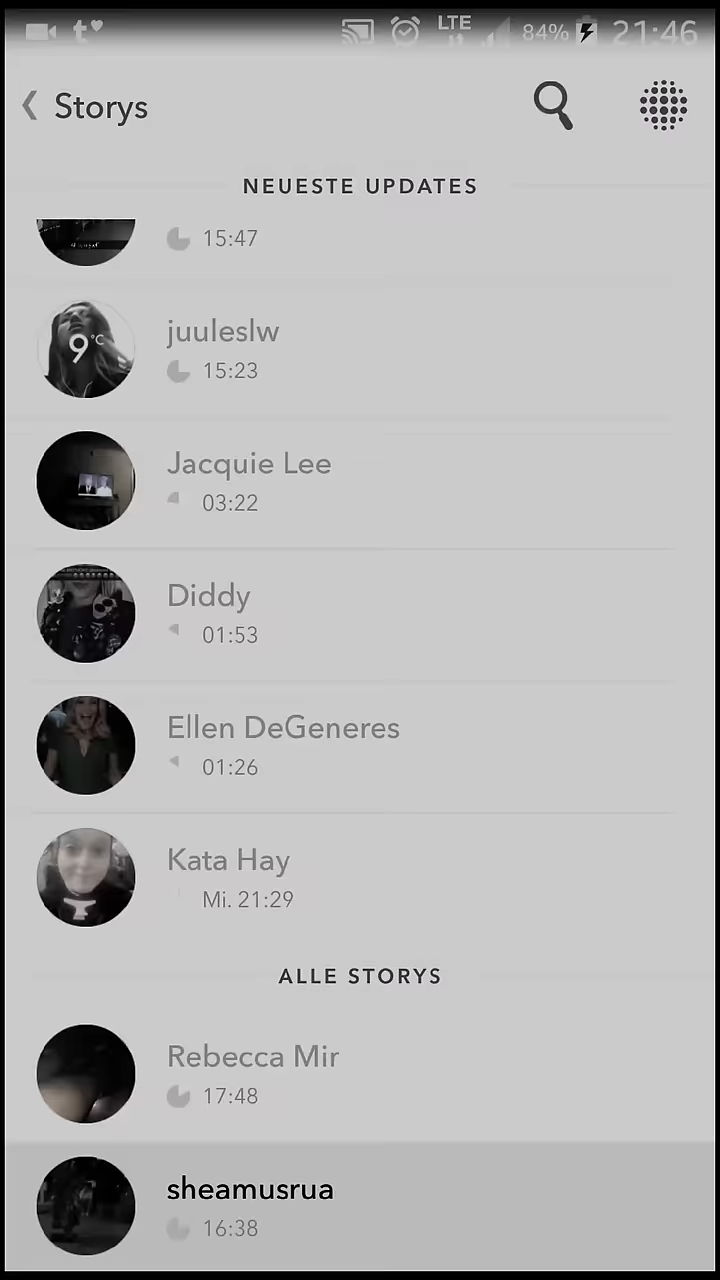 LTE
84%
21:46
Storys
NEUESTE UPDATES
15:47
juuleslw
9°C
15:23
Jacquie Lee
03:22
Diddy
01:53
Ellen DeGeneres
01:26
Kata Hay
Mi. 21:29
ALLE STORYS
Rebecca Mir
17:48
sheamusrua
16:38